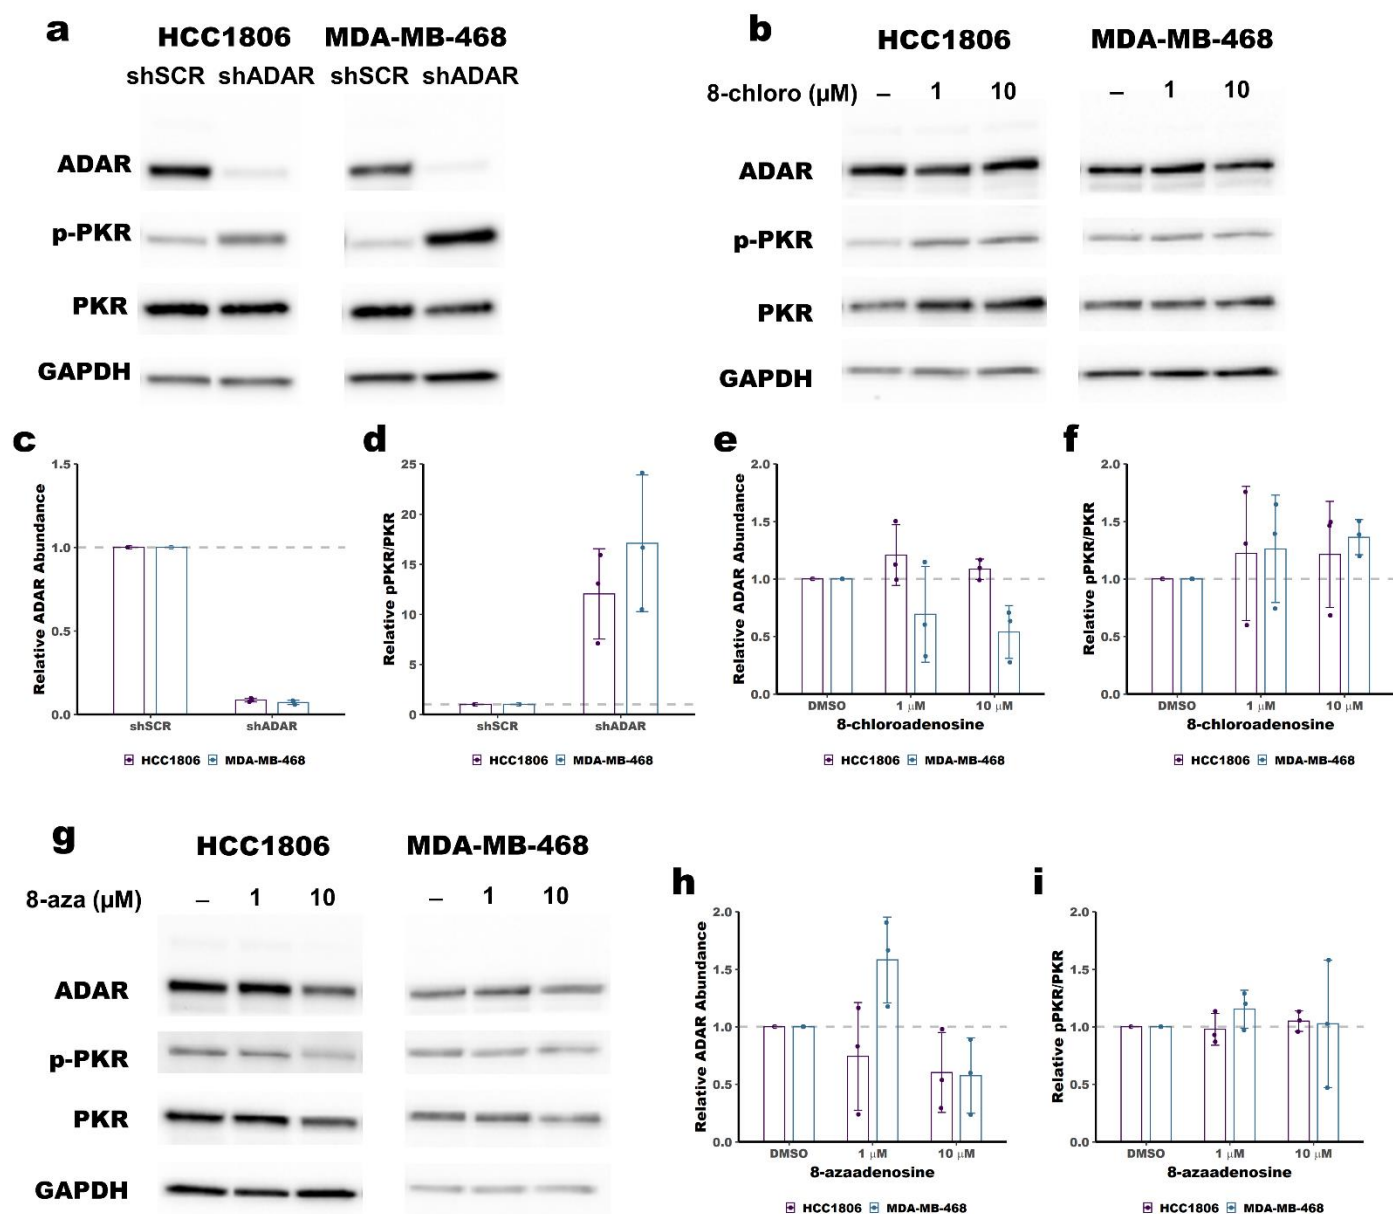 a
HCC1806 MDA-MB-468
shSCR shADAR shSCR shADAR
ADAR
p-PKR
PKR
GAPDH
b
HCC1806 MDA-MB-468
8-chloro (µM) – 1 10 – 1 10
ADAR
p-PKR
PKR
GAPDH
c
Relative ADAR Abundance
1.5
1.0
0.5
0.0
shSCR shADAR
HCC1806 MDA-MB-468
d
Relative pPKR/PKR
25
20
15
10
5
0
shSCR shADAR
HCC1806 MDA-MB-468
e
Relative ADAR Abundance
2.0
1.5
1.0
0.5
0.0
DMSO 1 µM 10 µM
8-chloroadenosine
HCC1806 MDA-MB-468
f
Relative pPKR/PKR
2.0
1.5
1.0
0.5
0.0
DMSO 1 µM 10 µM
8-chloroadenosine
HCC1806 MDA-MB-468
g
HCC1806 MDA-MB-468
8-aza (µM) – 1 10 – 1 10
ADAR
p-PKR
PKR
GAPDH
h
Relative ADAR Abundance
2.0
1.5
1.0
0.5
0.0
DMSO 1 µM 10 µM
8-azaadenosine
HCC1806 MDA-MB-468
i
Relative pPKR/PKR
2.0
1.5
1.0
0.5
0.0
DMSO 1 µM 10 µM
8-azaadenosine
HCC1806 MDA-MB-468